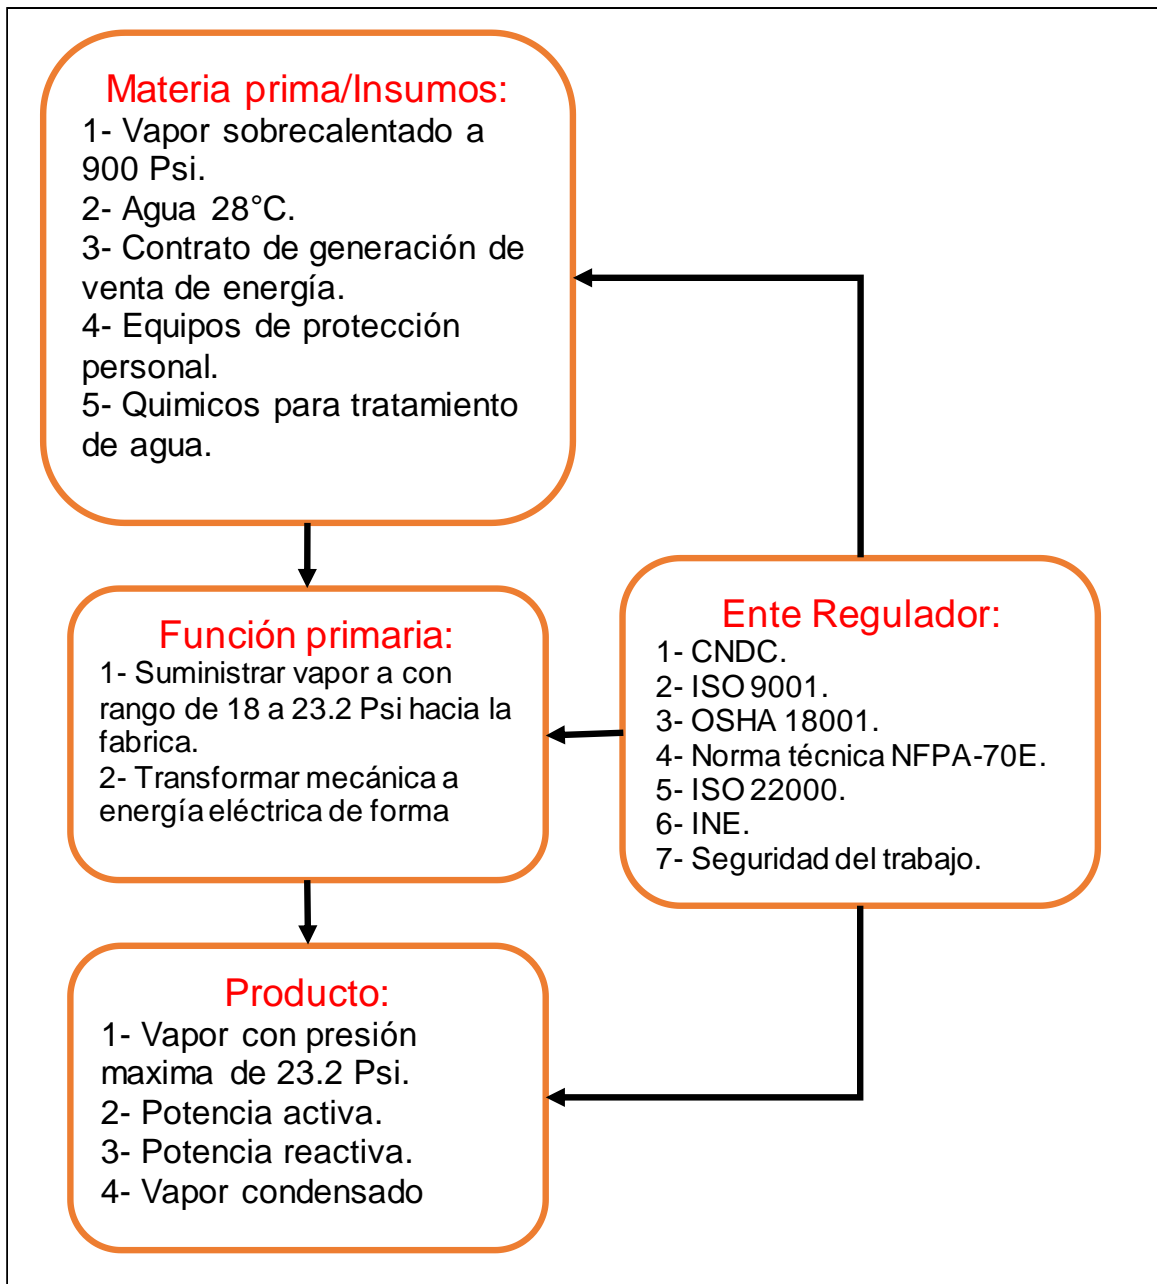 Materia prima/Insumos:
1- Vapor sobrecalentado a
900 Psi.
2- Agua 28°C.
3- Contrato de generación de
venta de energía.
4- Equipos de protección
personal.
5- Quimicos para tratamiento
de agua.
Función primaria:
1- Suministrar vapor a con
rango de 18 a 23.2 Psi hacia la
fabrica.
2- Transformar mecánica a
energía eléctrica de forma
Ente Regulador:
1- CNDC.
2- ISO 9001.
3- OSHA 18001.
4- Norma técnica NFPA-70E.
5- ISO 22000.
6- INE.
7- Seguridad del trabajo.
Producto:
1- Vapor con presión
maxima de 23.2 Psi.
2- Potencia activa.
3- Potencia reactiva.
4- Vapor condensado